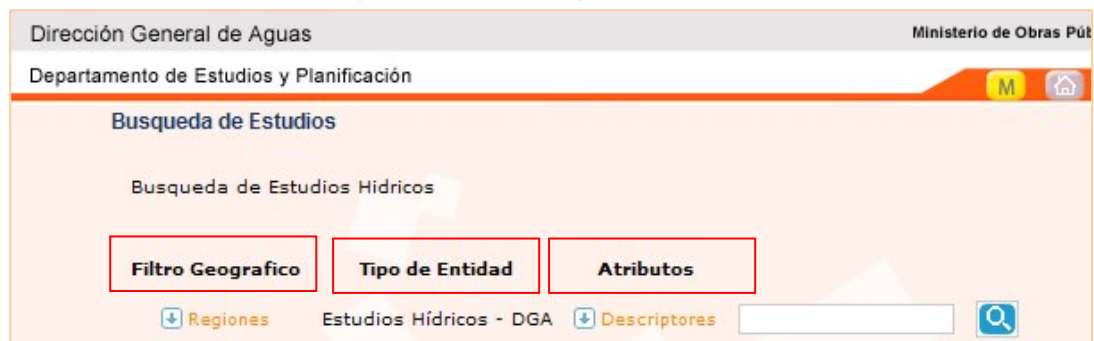 Dirección General de Aguas Ministerio de Obras
Departamento de Estudios y Planificación
M
Busqueda de Estudios
Busqueda de Estudios Hidricos
Filtro Geografico Tipo de Entidad Atributos
Regiones Estudios Hídricos - DGA Descriptores